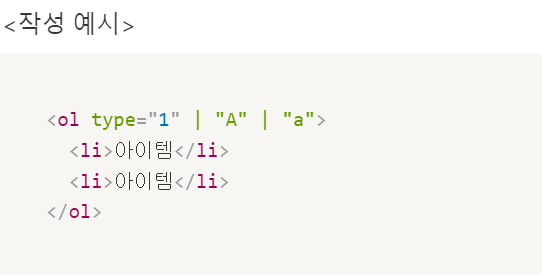 <작성 예시>
<ol type="1" | "A" | "a">
<li>아이템</li>
<li>아이템</li>
</ol>